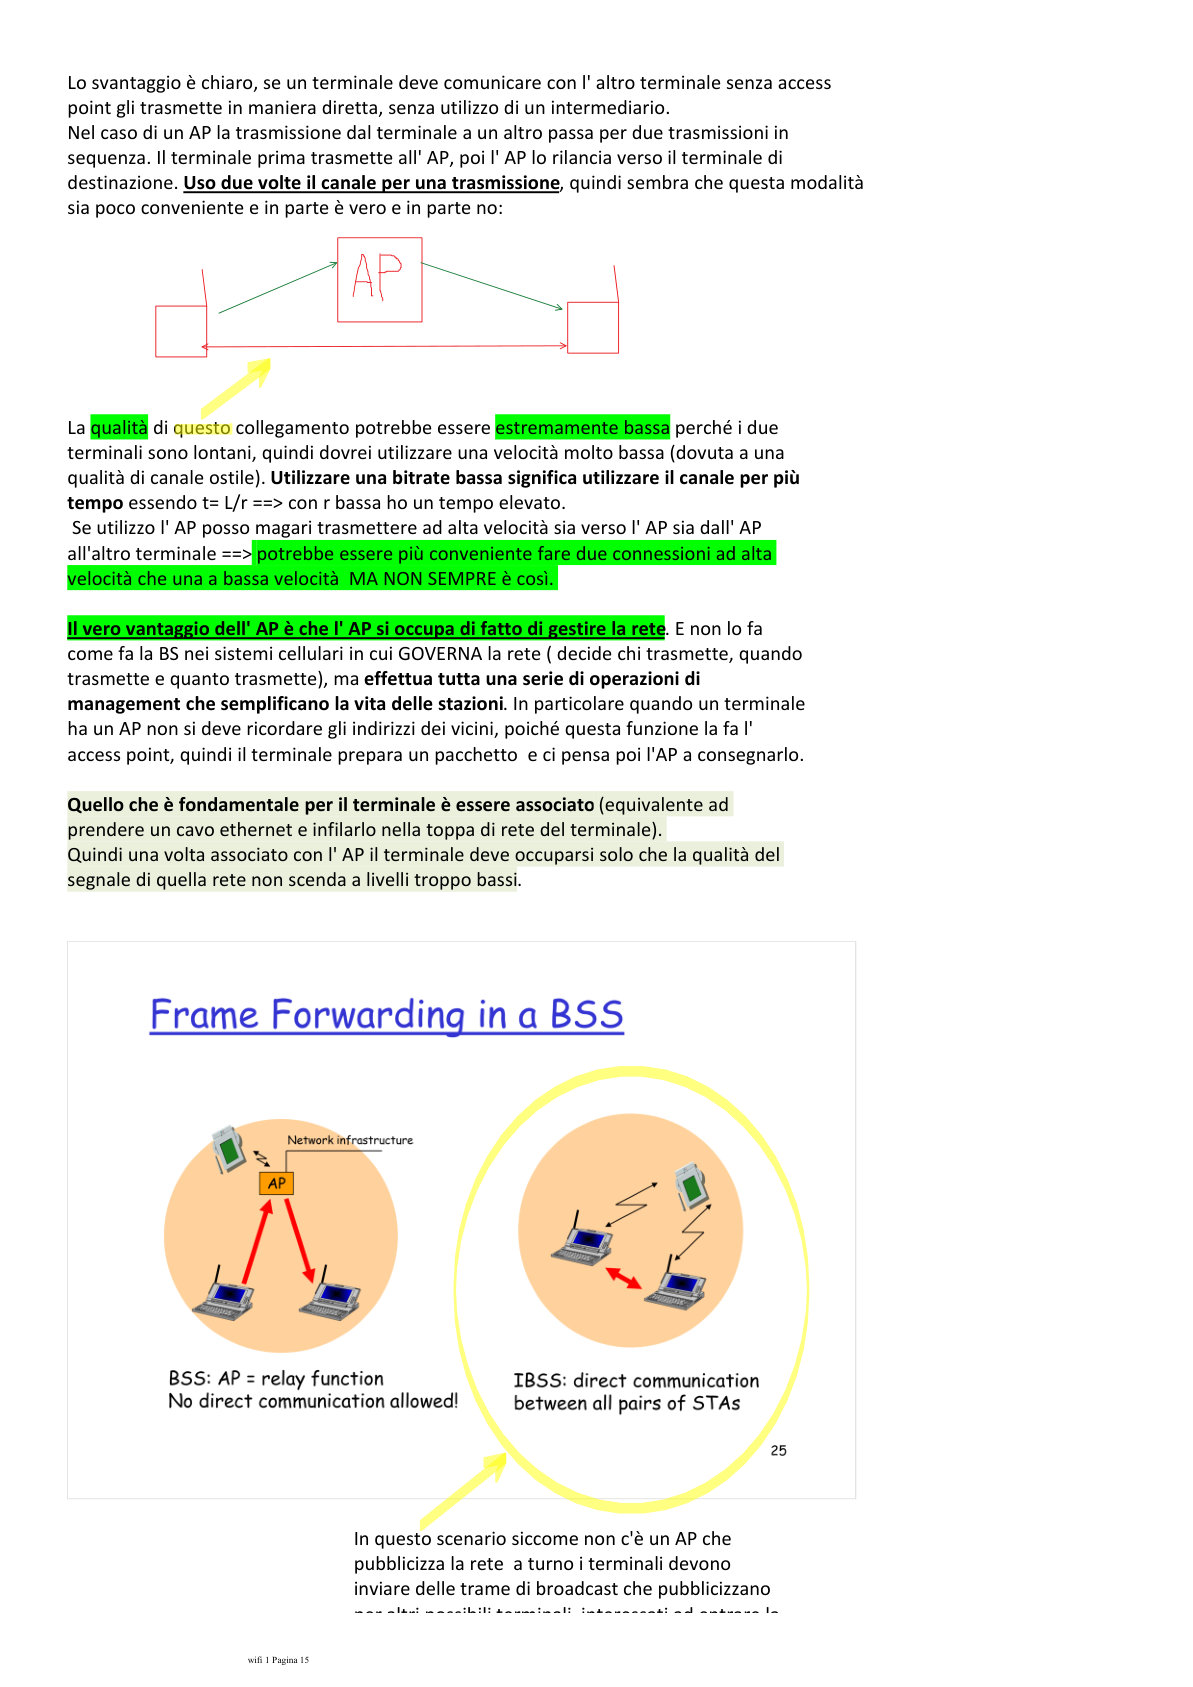 Lo svantaggio è chiaro, se un terminale deve comunicare con l' altro terminale senza access
point gli trasmette in maniera diretta, senza utilizzo di un intermediario.
Nel caso di un AP la trasmissione dal terminale a un altro passa per due trasmissioni in
sequenza. Il terminale prima trasmette all' AP, poi l' AP lo rilancia verso il terminale di
destinazione. Uso due volte il canale per una trasmissione, quindi sembra che questa modalità
sia poco conveniente e in parte è vero e in parte no:
AP
La qualità di questo collegamento potrebbe essere estremamente bassa perché i due
terminali sono lontani, quindi dovrei utilizzare una velocità molto bassa (dovuta a una
qualità di canale ostile). Utilizzare una bitrate bassa significa utilizzare il canale per più
tempo essendo t= L/r ==> con r bassa ho un tempo elevato.
Se utilizzo l' AP posso magari trasmettere ad alta velocità sia verso l' AP sia dall' AP
all'altro terminale ==> potrebbe essere più conveniente fare due connessioni ad alta
velocità che una a bassa velocità  MA NON SEMPRE è così.
Il vero vantaggio dell' AP è che l' AP si occupa di fatto di gestire la rete. E non lo fa
come fa la BS nei sistemi cellulari in cui GOVERNA la rete ( decide chi trasmette, quando
trasmette e quanto trasmette), ma effettua tutta una serie di operazioni di
management che semplificano la vita delle stazioni. In particolare quando un terminale
ha un AP non si deve ricordare gli indirizzi dei vicini, poiché questa funzione la fa l'
access point, quindi il terminale prepara un pacchetto  e ci pensa poi l'AP a consegnarlo.
Quello che è fondamentale per il terminale è essere associato (equivalente ad
prendere un cavo ethernet e infilarlo nella toppa di rete del terminale).
Quindi una volta associato con l' AP il terminale deve occuparsi solo che la qualità del
segnale di quella rete non scenda a livelli troppo bassi.
Frame Forwarding in a BSS
Network infrastructure
AP
BSS: AP = relay function
No direct communication allowed!
IBSS: direct communication
between all pairs of STAs
25
In questo scenario siccome non c'è un AP che
pubblicizza la rete  a turno i terminali devono
inviare delle trame di broadcast che pubblicizzano
per altri possibili terminali  interessati ad entrare la
wifi 1 Pagina 15